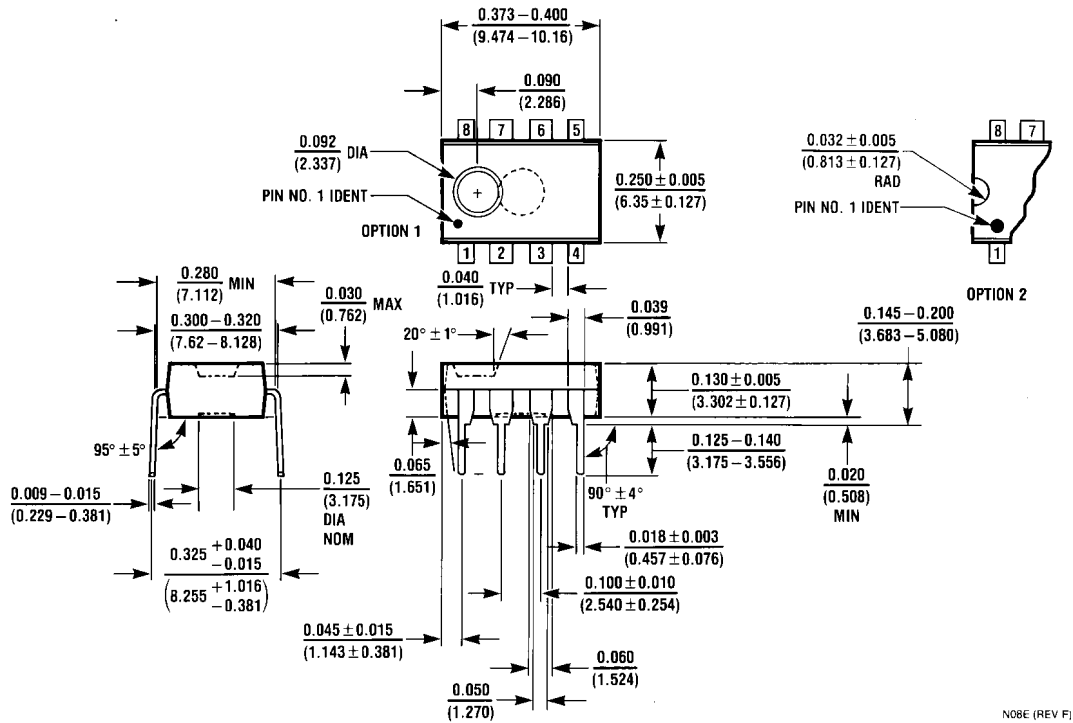 0.373 – 0.400
(9.474 – 10.16)
0.090
(2.286)
8 7 6 5
0.092 DIA
(2.337)
PIN NO. 1 IDENT
OPTION 1
1 2 3 4
0.250 ± 0.005
(6.35 ± 0.127)
0.032 ± 0.005
(0.813 ± 0.127)
RAD
PIN NO. 1 IDENT
8 7
1
OPTION 2
0.280 MIN
(7.112)
0.030 MAX
(0.762)
0.300 – 0.320
(7.62 – 8.128)
0.040 TYP
(1.016)
0.039
(0.991)
20° ± 1°
0.145 – 0.200
(3.683 – 5.080)
0.130 ± 0.005
(3.302 ± 0.127)
95° ± 5°
0.009 – 0.015
(0.229 – 0.381)
0.125
(3.175)
DIA
NOM
0.065
(1.651)
0.125 – 0.140
(3.175 – 3.556)
90° ± 4°
TYP
0.020
(0.508)
MIN
0.325 +0.040
–0.015
(8.255 +1.016
–0.381)
0.018 ± 0.003
(0.457 ± 0.076)
0.100 ± 0.010
(2.540 ± 0.254)
0.045 ± 0.015
(1.143 ± 0.381)
0.060
(1.524)
0.050
(1.270)
N08E (REV F)